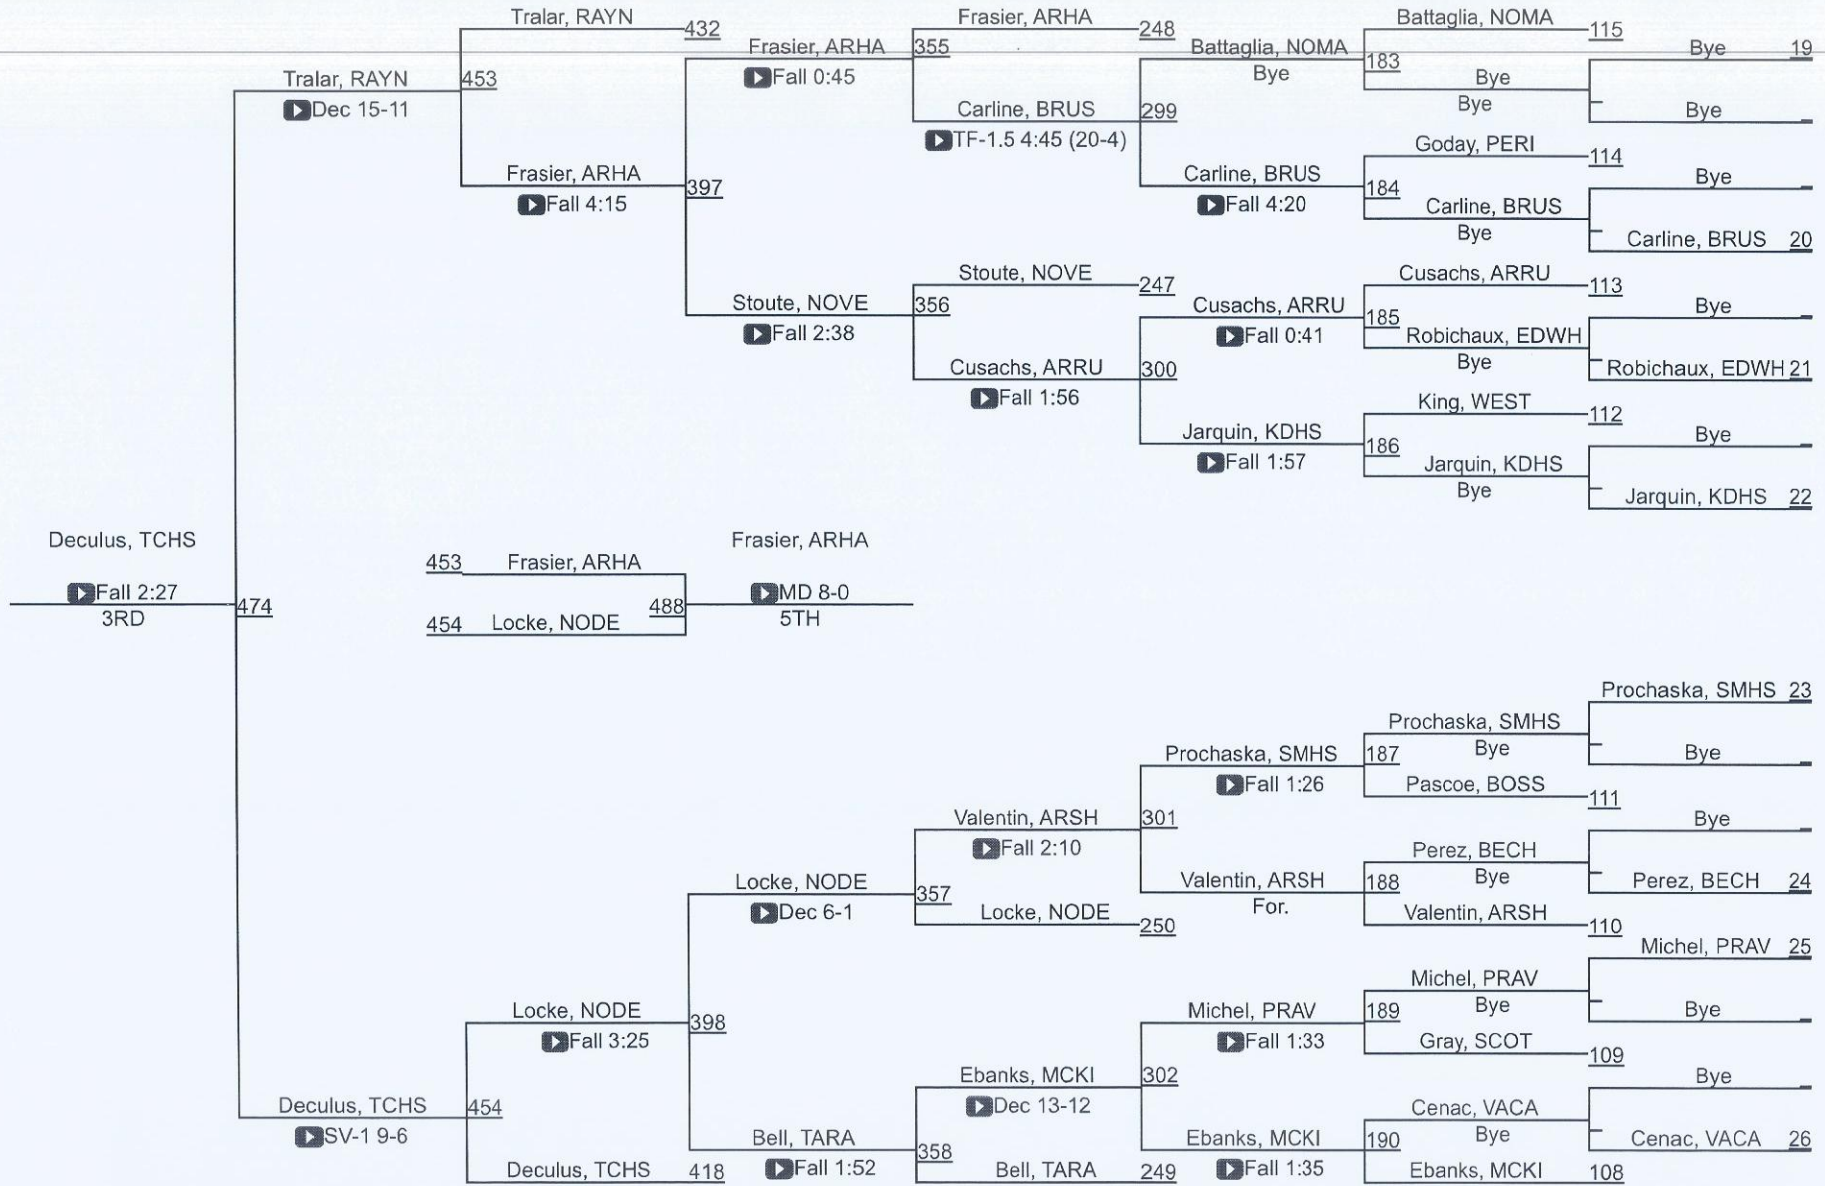 Tralar, RAYN
432
Frasier, ARHA
248
Battaglia, NOMA
115
Frasier, ARHA
355
Battaglia, NOMA
183
Bye
19
Tralar, RAYN
453
Fall 0:45
Bye
Bye
Dec 15-11
Carline, BRUS
299
Bye
Bye
TF-1.5 4:45 (20-4)
Goday, PERI
114
Frasier, ARHA
397
Carline, BRUS
184
Bye
Fall 4:15
Fall 4:20
Carline, BRUS
Bye
Carline, BRUS 20
Stoute, NOVE
247
Cusachs, ARRU
113
Stoute, NOVE
356
Cusachs, ARRU
185
Bye
Fall 2:38
Fall 0:41
Robichaux, EDWH
Cusachs, ARRU
300
Bye
Robichaux, EDWH 21
Fall 1:56
King, WEST
112
Jarquin, KDHS
186
Bye
Fall 1:57
Jarquin, KDHS
Bye
Jarquin, KDHS 22
Deculus, TCHS
Frasier, ARHA
453
Frasier, ARHA
Fall 2:27
474
488
MD 8-0
3RD
454
Locke, NODE
5TH
Prochaska, SMHS 23
Prochaska, SMHS
Prochaska, SMHS
187
Bye
Bye
Fall 1:26
Pascoe, BOSS
111
Valentin, ARSH
301
Bye
Fall 2:10
Perez, BECH
Locke, NODE
357
Valentin, ARSH
188
Bye
Perez, BECH 24
Dec 6-1
Locke, NODE
250
For.
Valentin, ARSH
110
Michel, PRAV 25
Michel, PRAV
Locke, NODE
398
Michel, PRAV
189
Bye
Bye
Fall 3:25
Fall 1:33
Gray, SCOT
109
Ebanks, MCKI
302
Bye
Deculus, TCHS
454
Dec 13-12
Cenac, VACA
SV-1 9-6
Bell, TARA
358
Ebanks, MCKI
190
Bye
Cenac, VACA 26
Deculus, TCHS
418
Fall 1:52
Bell, TARA
249
Fall 1:35
Ebanks, MCKI
108